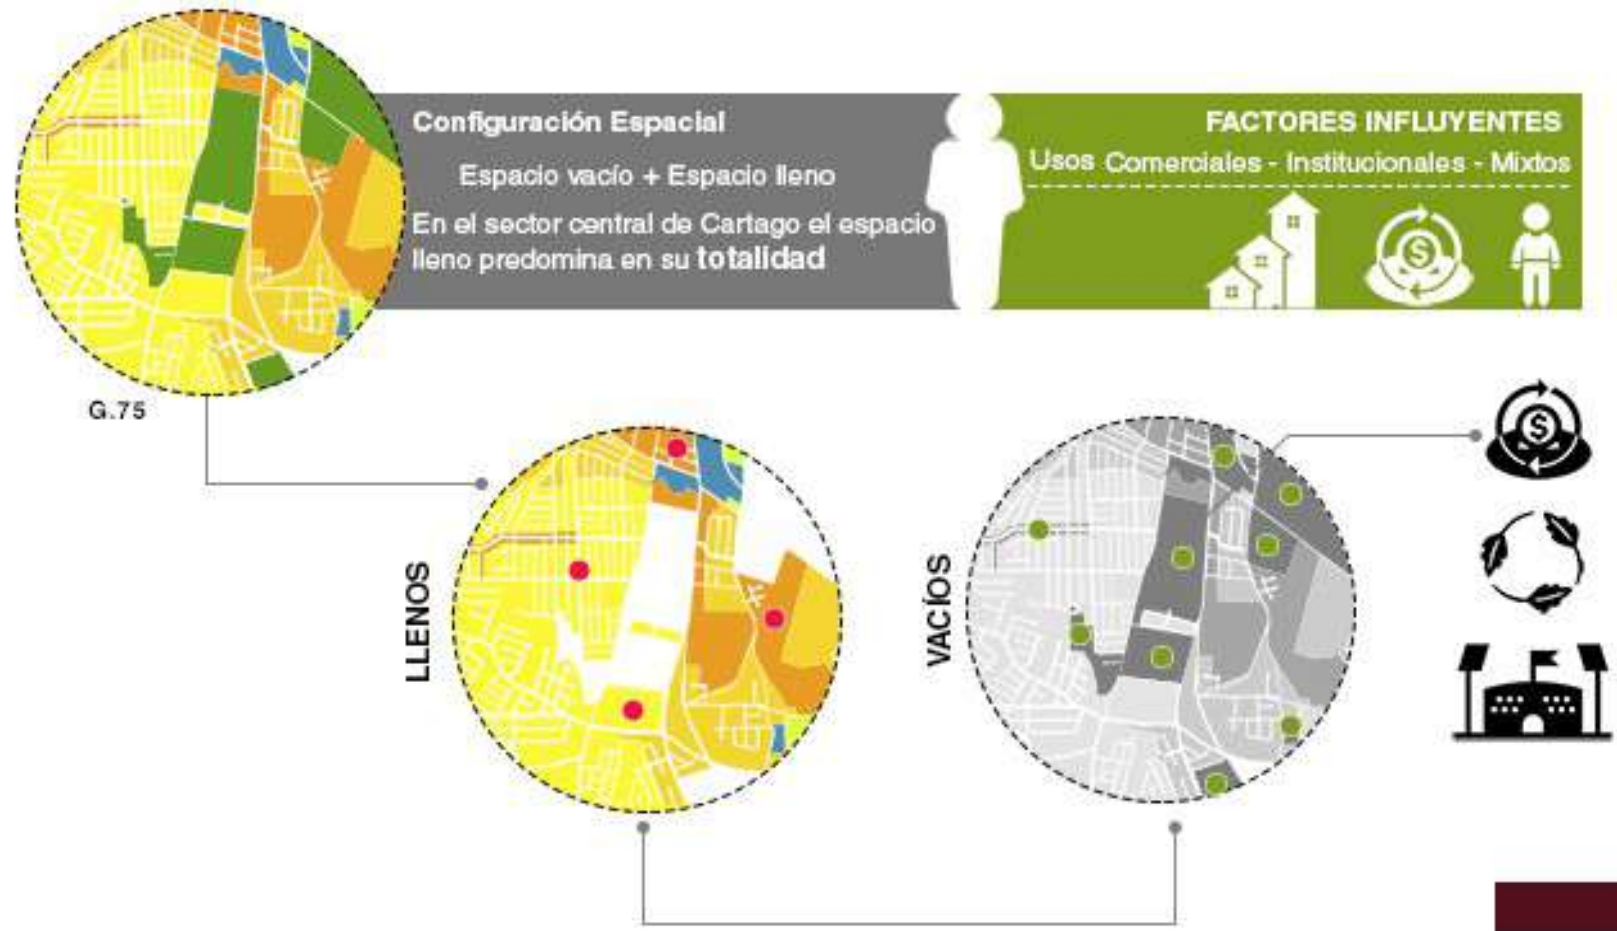 Configuración Espacial
Espacio vacío + Espacio lleno
En el sector central de Cartago el espacio
lleno predomina en su totalidad
FACTORES INFLUYENTES
Usos Comerciales - Institucionales - Mixtos
$
G.75
LLENOS
VACÍOS
$